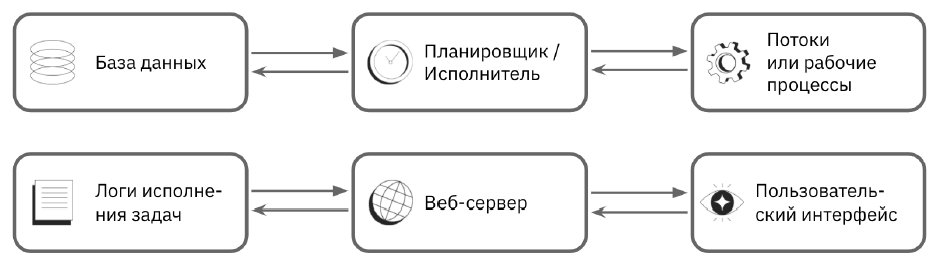 База данных
Планировщик /
Исполнитель
Потоки
или рабочие
процессы
Логи исполне-
ния задач
Веб-сервер
Пользователь-
ский интерфейс